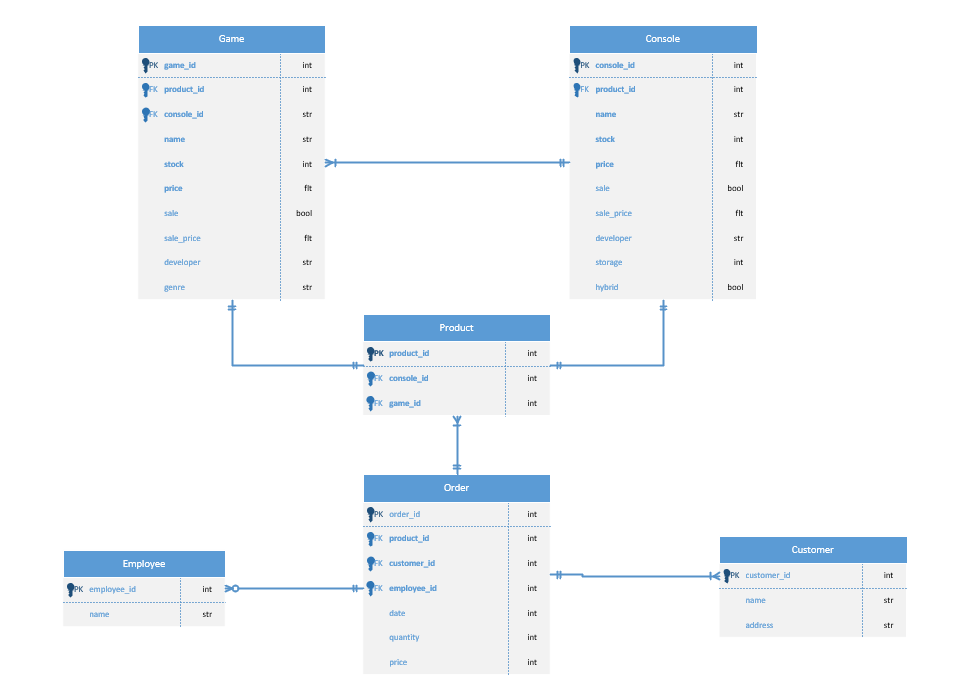 Game
PK game_id int
FK product_id int
FK console_id str
name str
stock int
price flt
sale bool
sale_price flt
developer str
genre str
Console
PK console_id int
FK product_id int
name str
stock int
price flt
sale bool
sale_price flt
developer str
storage int
hybrid bool
Product
PK product_id int
FK console_id int
FK game_id int
Order
PK order_id int
FK product_id int
FK customer_id int
FK employee_id int
date int
quantity int
price int
Employee
PK employee_id int
name str
Customer
PK customer_id int
name str
address str